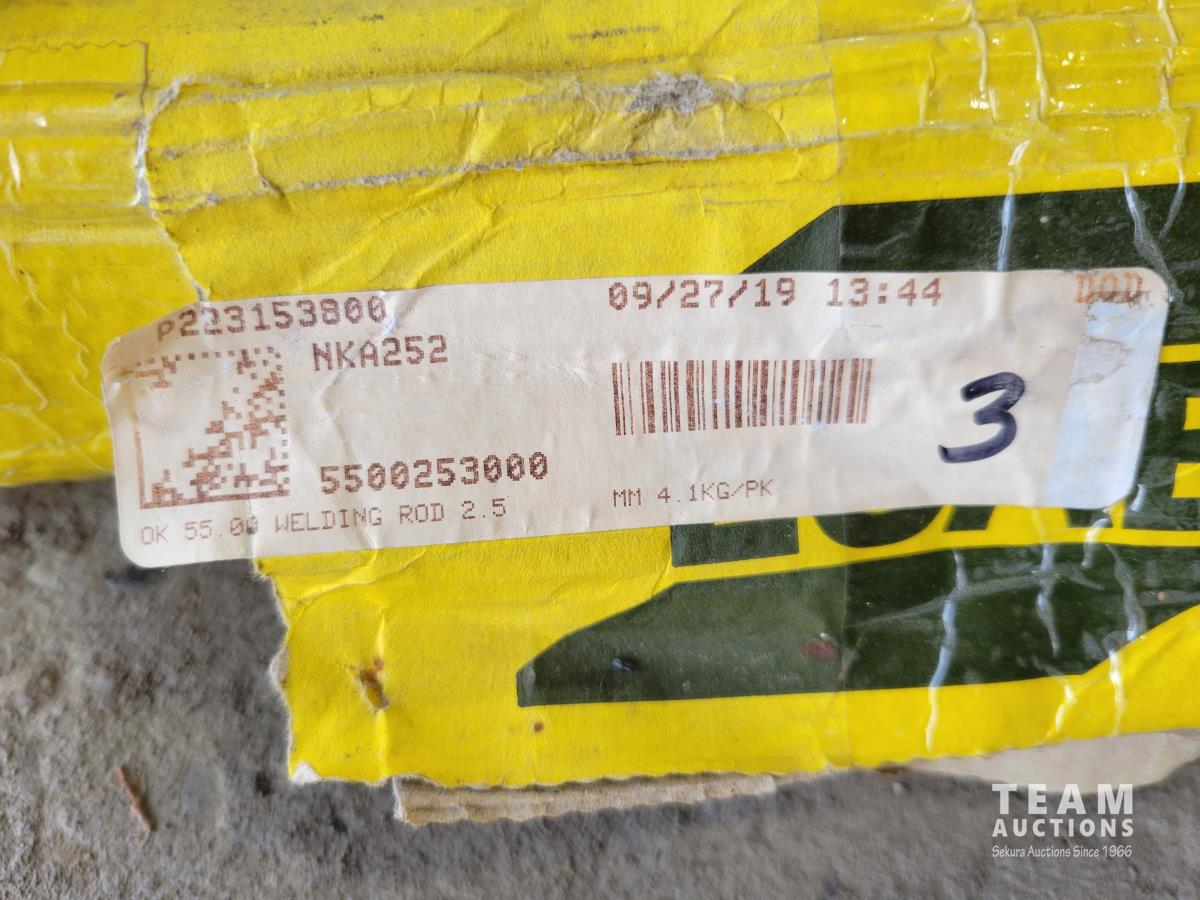 P223153800
09/27/19 13:44
NKA252
3
5500253000
OK 55.00 WELDING ROD 2.5
MM 4.1KG/PK
TEAM
AUCTIONS
Sekura Auctions Since 1966